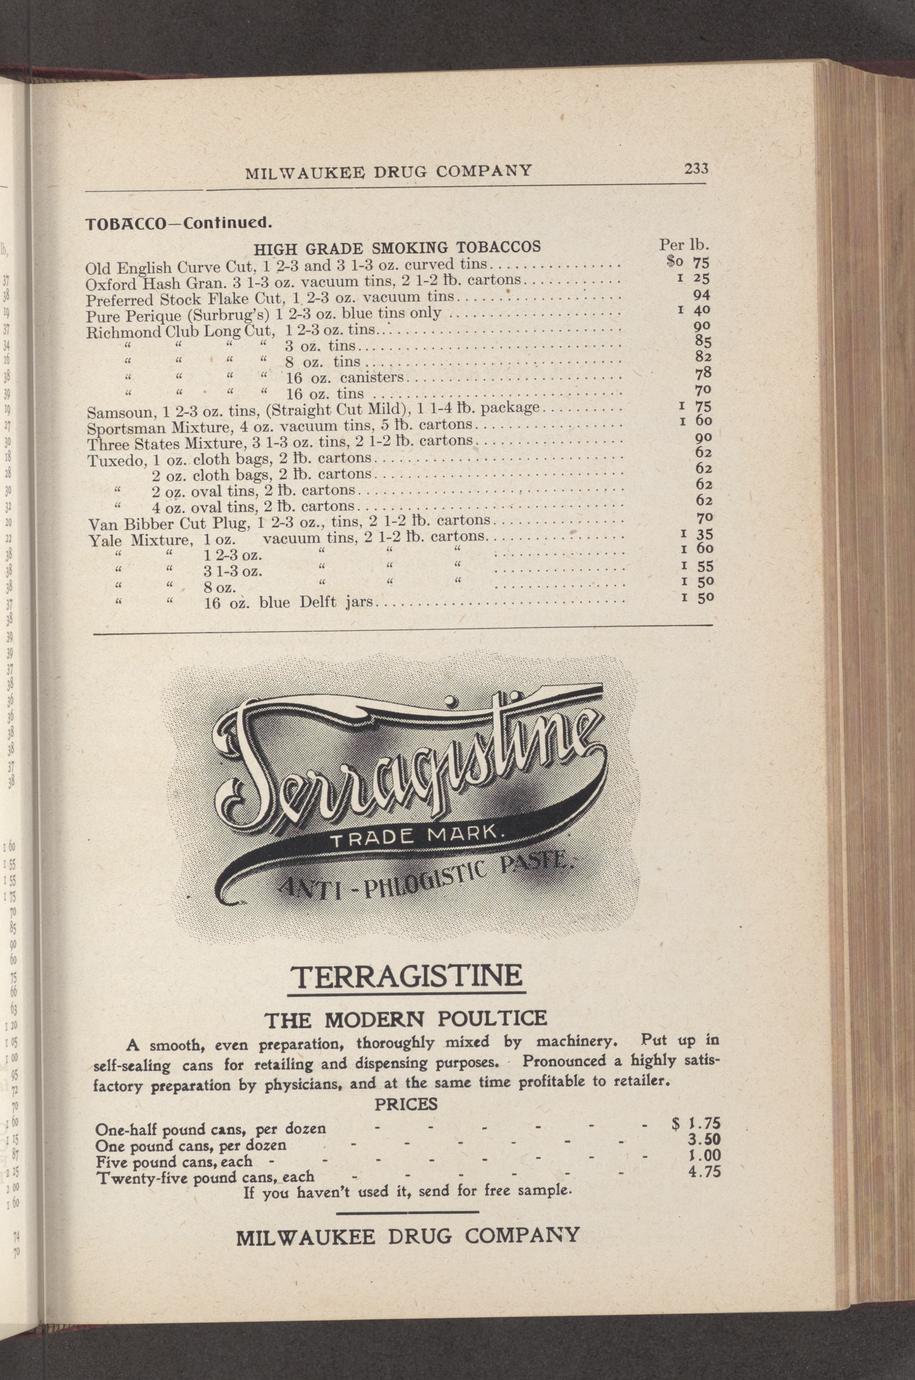 MILWAUKEE DRUG COMPANY 233
TOBACCO—Continued.
HIGH GRADE SMOKING TOBACCOS Per lb.
Old English Curve Cut, 1 2-3 and 3 1-3 oz. curved tins................ $0 75
Oxford Hash Gran. 3 1-3 oz. vacuum tins, 2 1-2 lb. cartons............ 1 25
Preferred Stock Flake Cut, 1 2-3 oz. vacuum tins..................... 94
Pure Perique (Surbrug's) 1 2-3 oz. blue tins only ...................... 1 40
Richmond Club Long Cut, 1 2-3 oz. tins............................... 90
" " " " 3 oz. tins................................. 85
" " " " 8 oz. tins ................................ 82
" " " " 16 oz. canisters........................... 78
" " " " 16 oz. tins ............................... 70
Samsoun, 1 2-3 oz. tins, (Straight Cut Mild), 1 1-4 lb. package.......... 1 75
Sportsman Mixture, 4 oz. vacuum tins, 5 lb. cartons................... 1 60
Three States Mixture, 3 1-3 oz. tins, 2 1-2 lb. cartons................... 90
Tuxedo, 1 oz. cloth bags, 2 lb. cartons............................... 62
2 oz. cloth bags, 2 lb. cartons............................... 62
" 2 oz. oval tins, 2 lb. cartons................................. 62
" 4 oz. oval tins, 2 lb. cartons................................. 62
Van Bibber Cut Plug, 1 2-3 oz., tins, 2 1-2 lb. cartons................ 70
Yale Mixture, 1 oz. vacuum tins, 2 1-2 lb. cartons................. 1 35
" " 1 2-3 oz. " " " ................ 1 60
" " 3 1-3 oz. " " " ................ 1 55
" " 8 oz. " " " ................ 1 50
" " 16 oz. blue Delft jars.............................. 1 50
Terragistine
TRADE MARK.
ANTI-PHLOGISTIC PASTE.
TERRAGISTINE
THE MODERN POULTICE
A smooth, even preparation, thoroughly mixed by machinery. Put up in
self-sealing cans for retailing and dispensing purposes. Pronounced a highly satis-
factory preparation by physicians, and at the same time profitable to retailer.
PRICES
One-half pound cans, per dozen - - - - - - $ 1.75
One pound cans, per dozen - - - - - - 3.50
Five pound cans, each - - - - - - - - 1.00
Twenty-five pound cans, each - - - - - - 4.75
If you haven't used it, send for free sample.
MILWAUKEE DRUG COMPANY